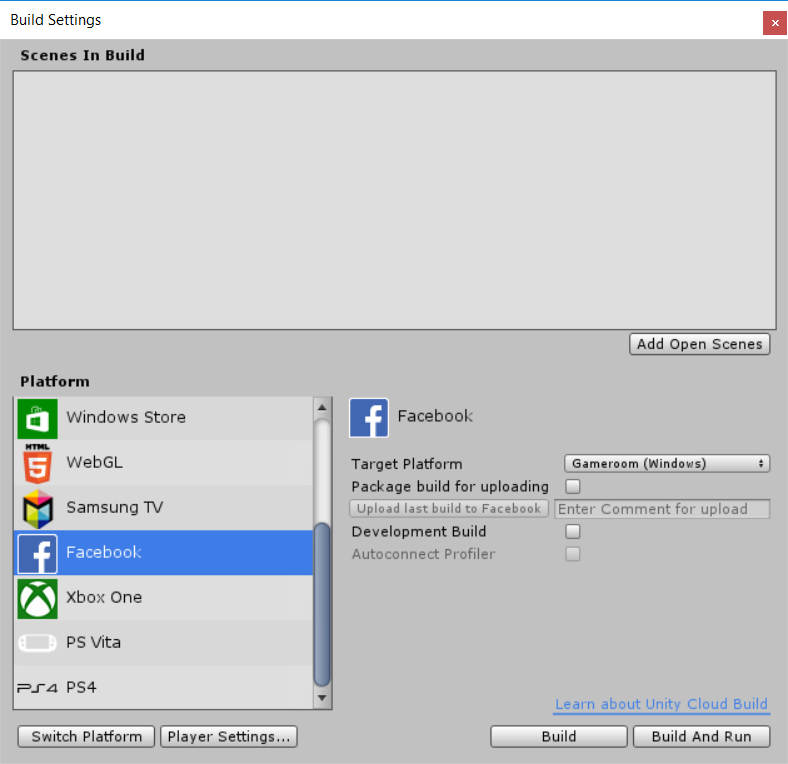 Build Settings
Scenes In Build
Add Open Scenes
Platform
Windows Store
HTML
5
WebGL
Samsung TV
Facebook
Xbox One
PS Vita
PS4 PS4
Facebook
Target Platform Gameroom (Windows)
Package build for uploading
Upload last build to Facebook Enter Comment for upload
Development Build
Autoconnect Profiler
Learn about Unity Cloud Build
Switch Platform Player Settings... Build Build And Run